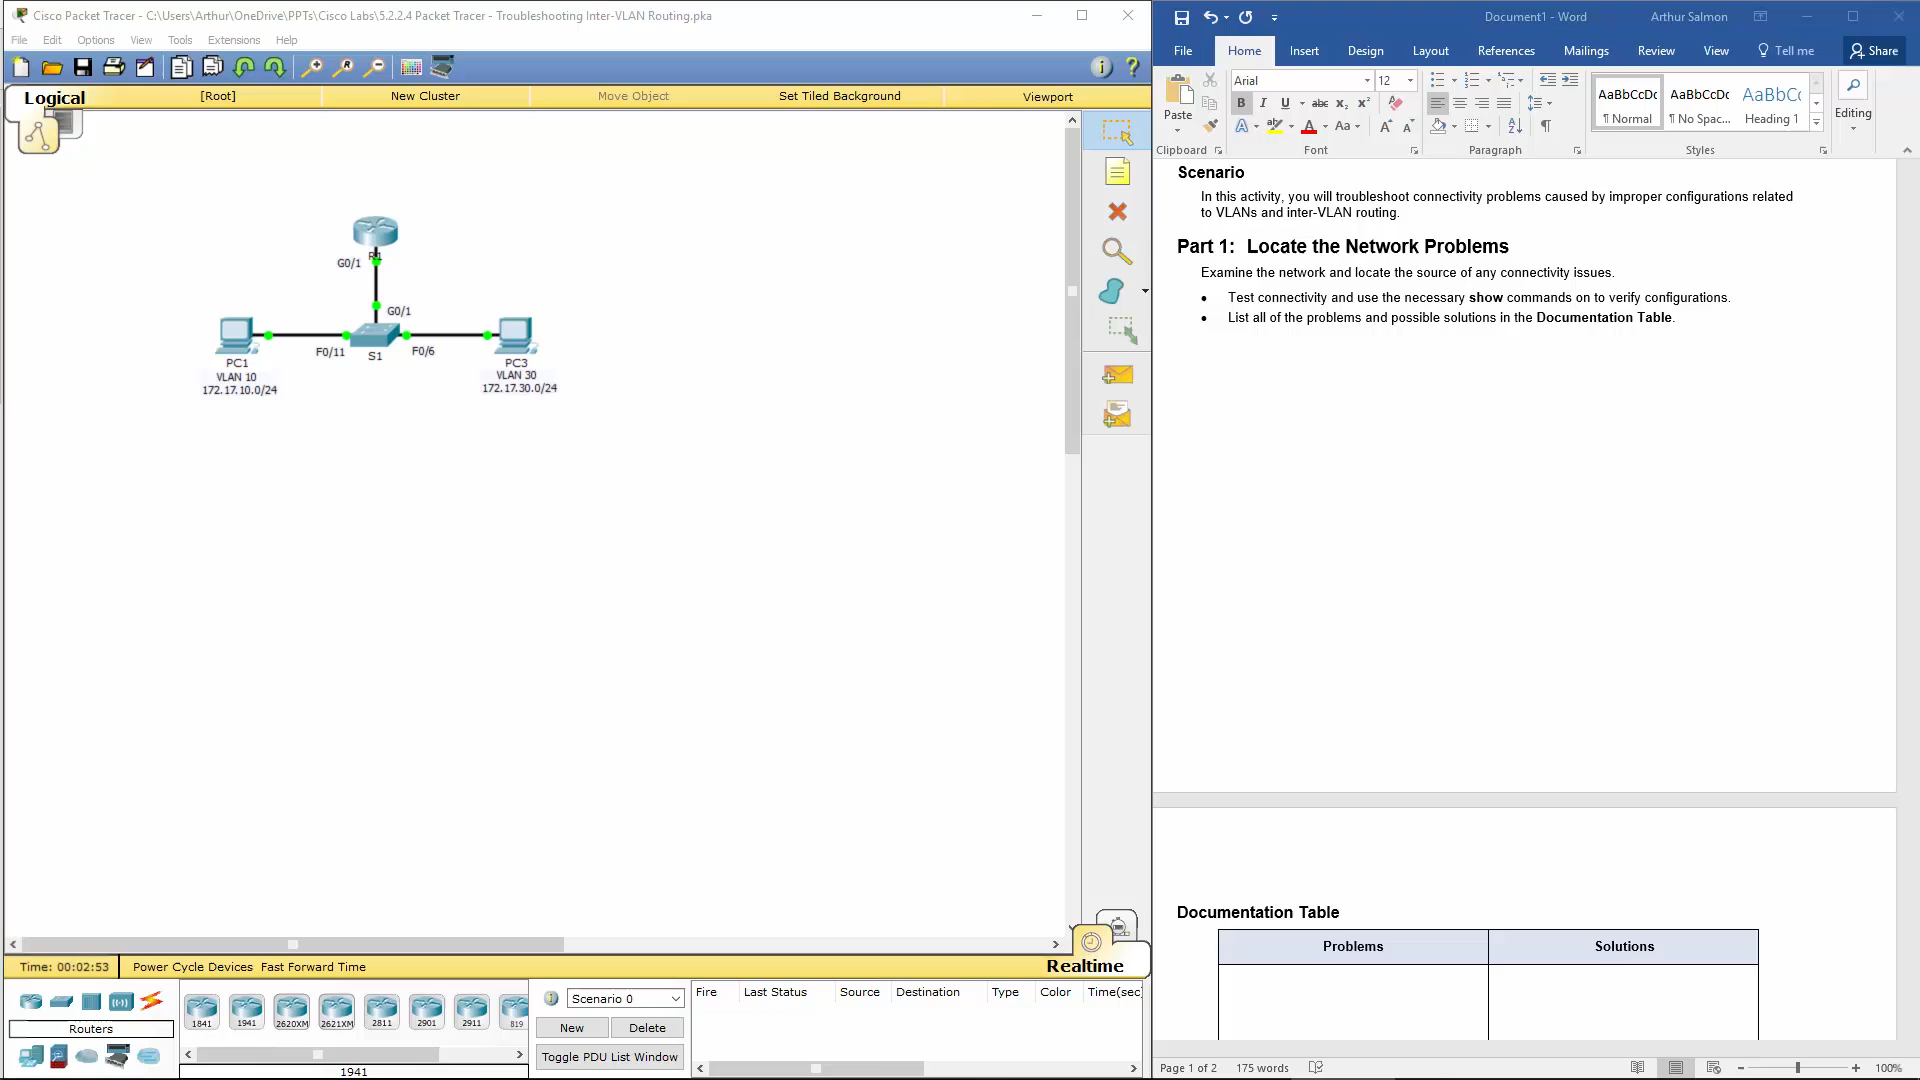 Cisco Packet Tracer - C:\Users\Arthur\OneDrive\PPTs\Cisco Labs\5.2.2.4 Packet Tracer - Troubleshooting Inter-VLAN Routing.pka
File Edit Options View Tools Extensions Help
Logical [Root] New Cluster Move Object Set Tiled Background Viewport
R1
G0/1
G0/1
F0/11 S1 F0/6
PC1
VLAN 10
172.17.10.0/24
PC3
VLAN 30
172.17.30.0/24
Time: 00:02:53 Power Cycle Devices Fast Forward Time Realtime
Routers
1841 1941 2620XM 2621XM 2811 2901 2911 819
1941
Scenario 0
New Delete
Toggle PDU List Window
Fire Last Status Source Destination Type Color Time(sec)
Document1 - Word Arthur Salmon
File Home Insert Design Layout References Mailings Review View Tell me Share
Paste
Arial 12
B I U abc x₂ x² 
A A Aa A A
AaBbCcDc AaBbCcDc AaBbCc
¶ Normal ¶ No Spac... Heading 1
Editing
Clipboard Font Paragraph Styles
Scenario
In this activity, you will troubleshoot connectivity problems caused by improper configurations related
to VLANs and inter-VLAN routing.
Part 1: Locate the Network Problems
Examine the network and locate the source of any connectivity issues.
• Test connectivity and use the necessary show commands on to verify configurations.
• List all of the problems and possible solutions in the Documentation Table.
Documentation Table
Problems Solutions
Page 1 of 2 175 words 100%